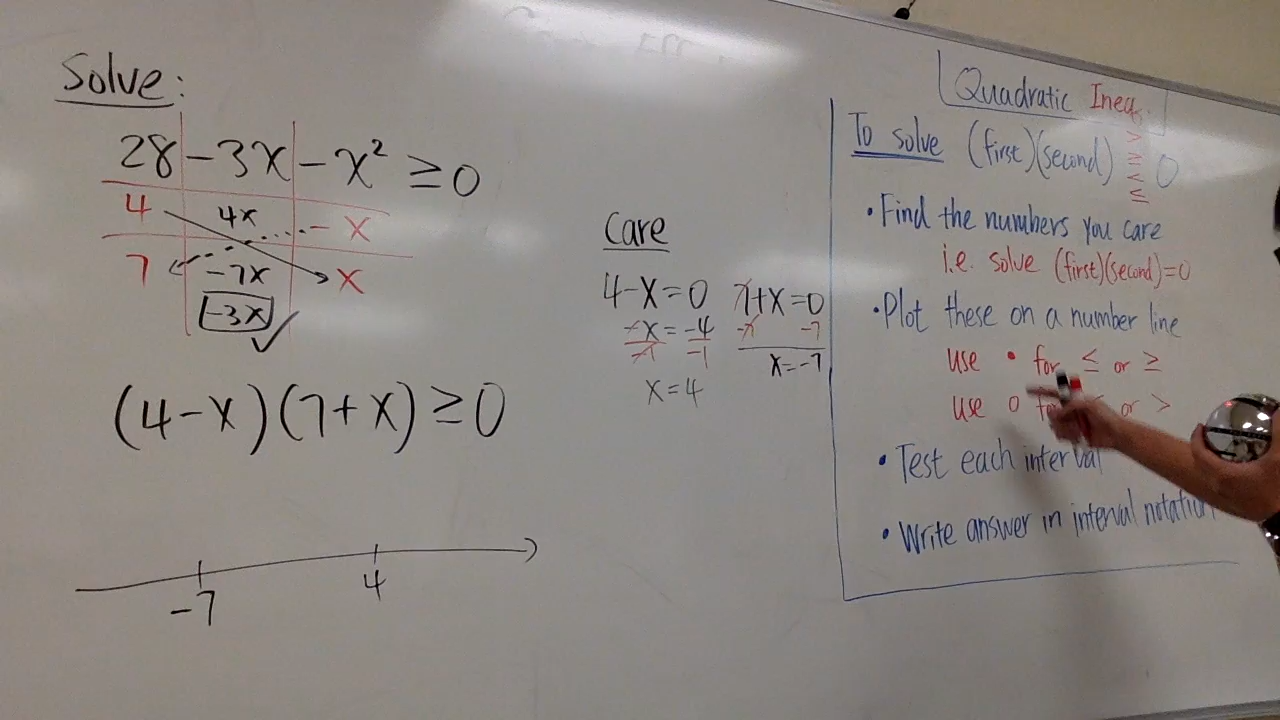 Solve:
28 - 3x - x² ≥ 0
4 4x - x
7 -7x x
-3x ✓
(4-x)(7+x) ≥ 0
-7 4
Care
4-x=0
-x=-4
-1 -1
x=4
7+x=0
-7 -7
x=-7
Quadratic Ineq.
To solve (first)(second) > ≥ < ≤ 0
• Find the numbers you care
i.e. solve (first)(second)=0
• Plot these on a number line
use • for ≤ or ≥
use o for or >
• Test each interval
• Write answer in interval notation